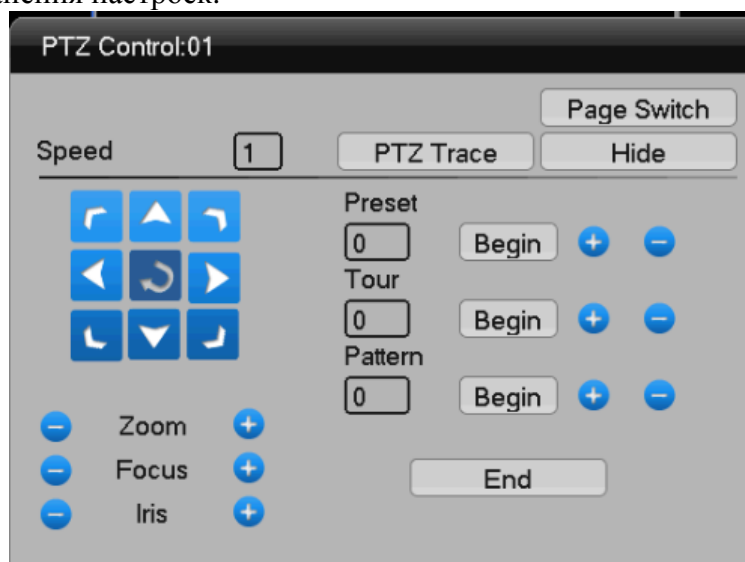 настроек.
PTZ Control:01
Page Switch
Speed 1 PTZ Trace Hide
Preset
0 Begin
Tour
0 Begin
Pattern
0 Begin
Zoom
Focus
Iris
End